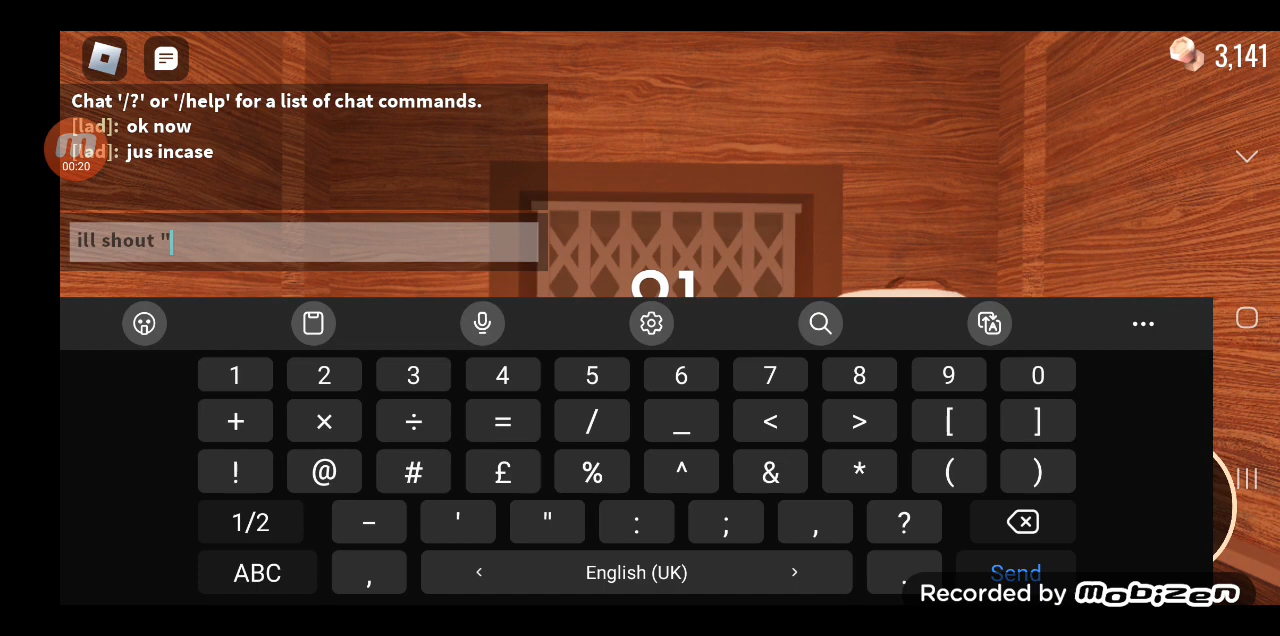 3,141
Chat '/?' or '/help' for a list of chat commands.
[lad]: ok now
[lad]: jus incase
00:20
ill shout "
1 2 3 4 5 6 7 8 9 0
+ × ÷ = / _ < > [ ]
! @ # £ % ^ & * ( )
1/2 - ' " : ; , ?
ABC , < English (UK) > . Send
Recorded by mobizen